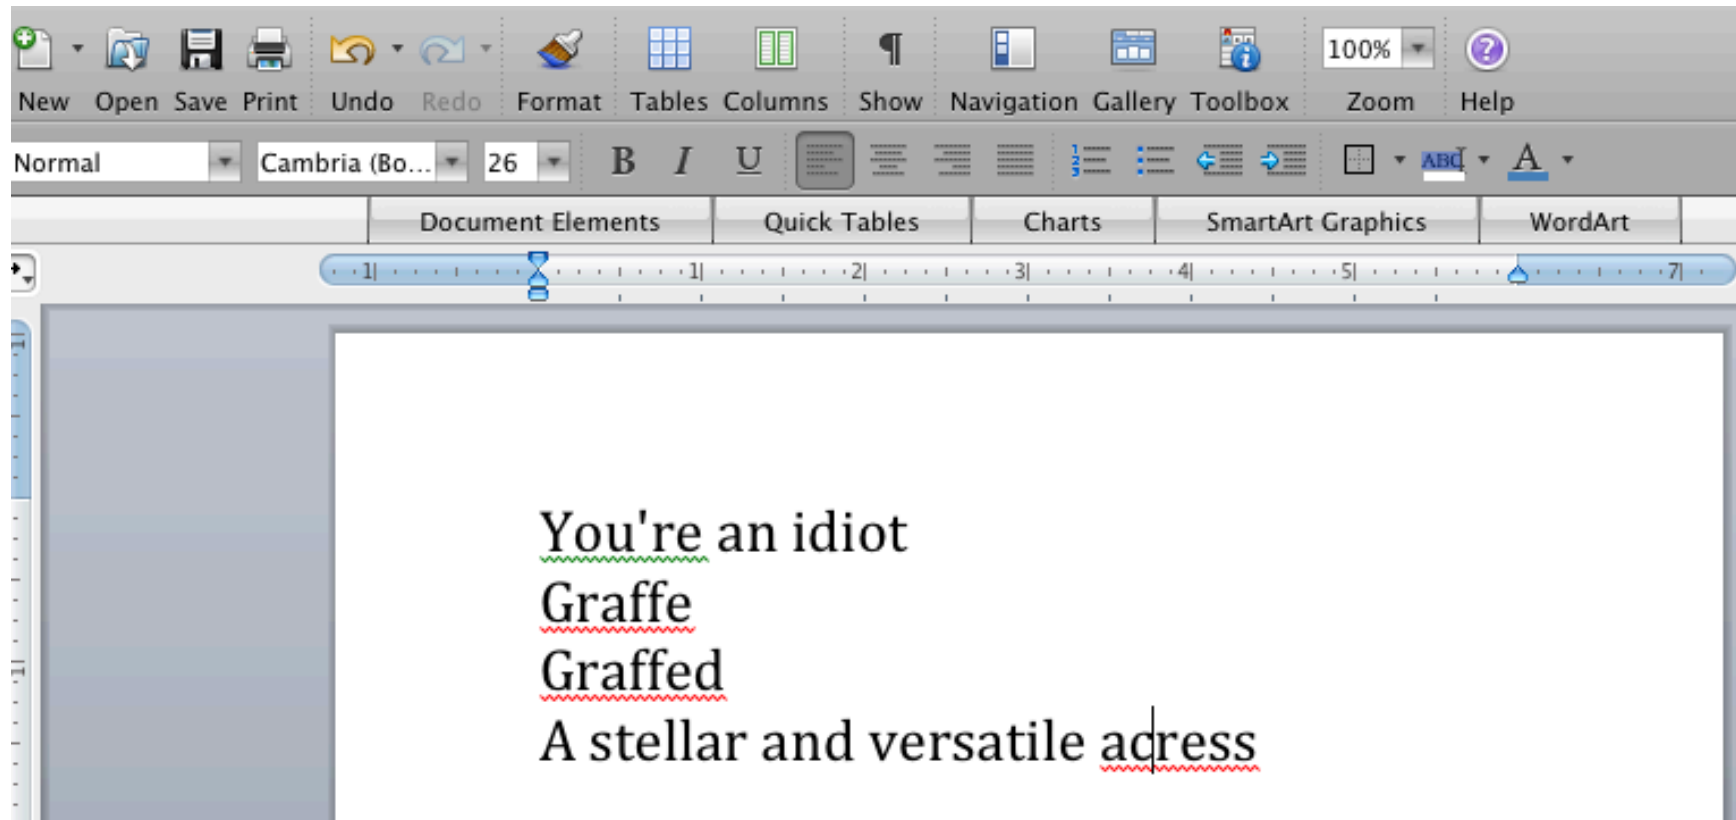 New Open Save Print Undo Redo Format Tables Columns Show Navigation Gallery Toolbox 100% Zoom Help
Normal Cambria (Bo... 26 B I U ABC A
Document Elements Quick Tables Charts SmartArt Graphics WordArt
1 1 2 3 4 5 7
You're an idiot
Graffe
Graffed
A stellar and versatile acress